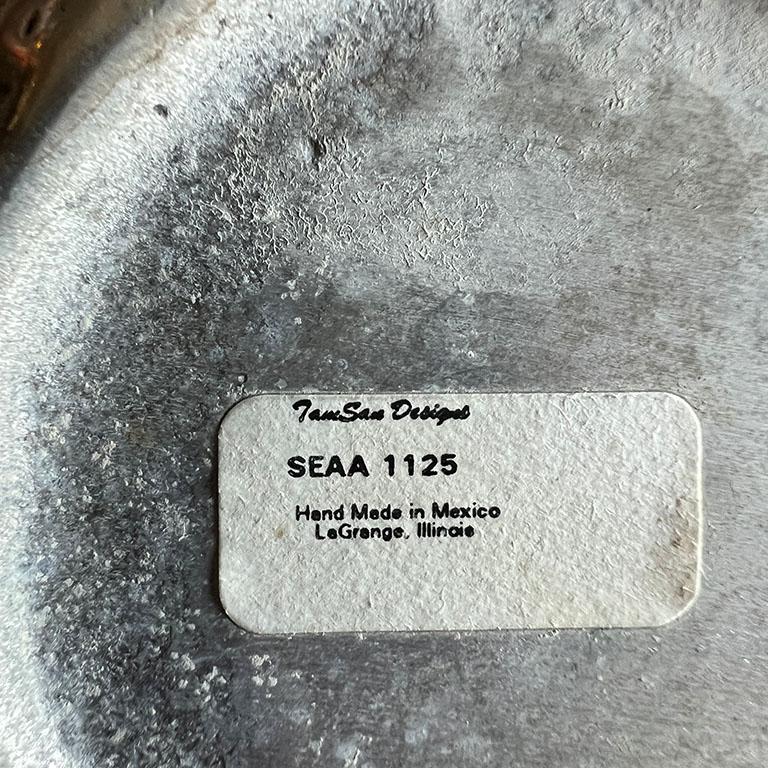 TamSan Designs
SEAA 1125
Hand Made in Mexico
LaGrange, Illinois